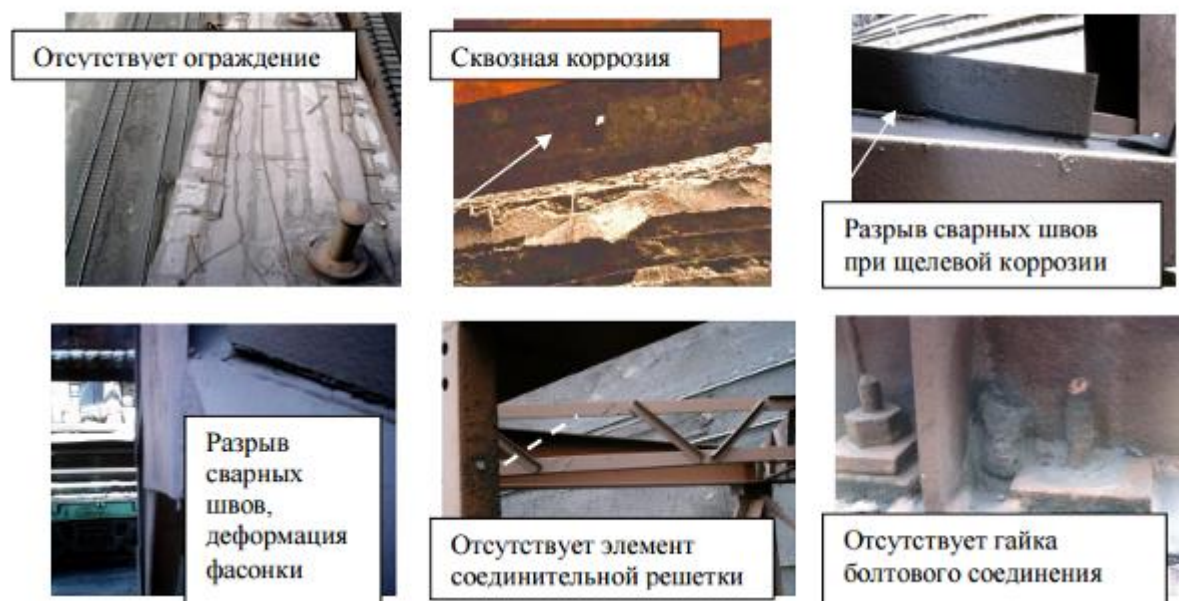 Отсутствует ограждение
Сквозная коррозия
Разрыв сварных швов
при щелевой коррозии
Разрыв
сварных
швов,
деформация
фасонки
Отсутствует элемент
соединительной решетки
Отсутствует гайка
болтового соединения